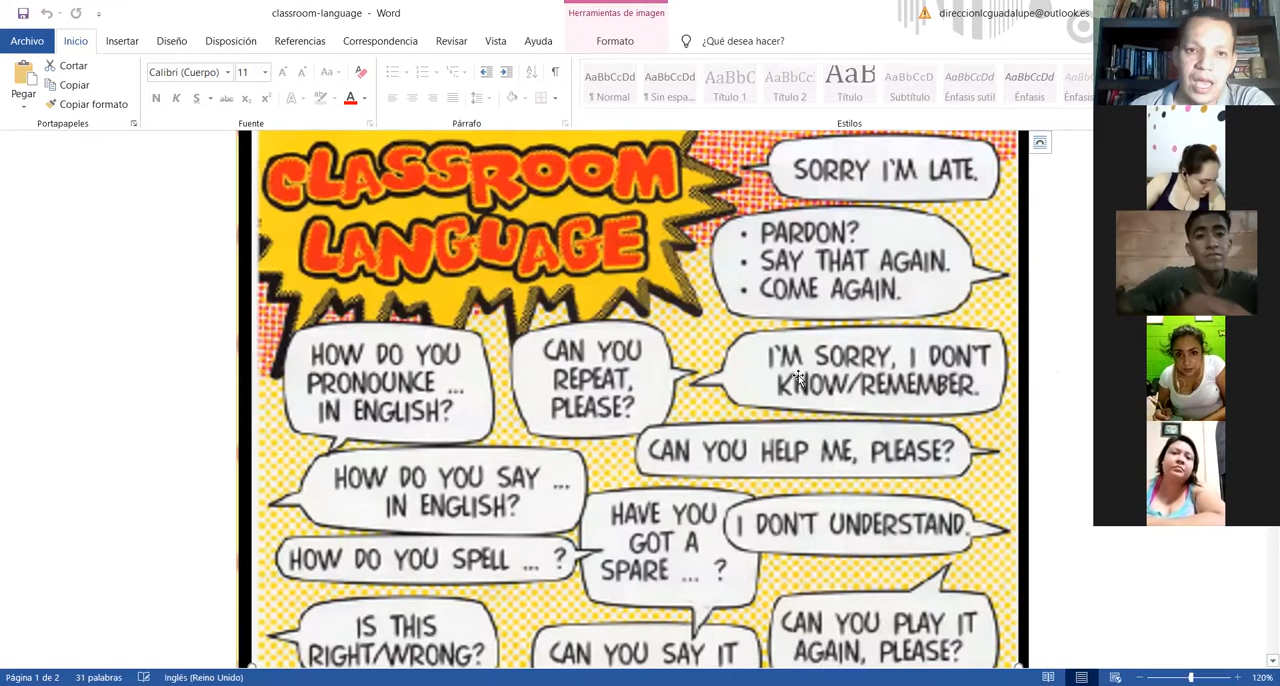 classroom-language - Word
Herramientas de imagen
direccionlcguadalupe@outlook.es
Archivo
Inicio
Insertar
Diseño
Disposición
Referencias
Correspondencia
Revisar
Vista
Ayuda
Formato
¿Qué desea hacer?
Pegar
Cortar
Copiar
Copiar formato
Portapapeles
Calibri (Cuerpo)
11
Aa
N K S abc x₂ x²
A
Fuente
Párrafo
AaBbCcDd
¶ Normal
AaBbCcDd
¶ Sin espa...
AaBbC
Título 1
AaBbCc
Título 2
AaB
Título
AaBbCcD
Subtítulo
AaBbCcDd
Énfasis sutil
AaBbCcDd
Énfasis
Énfasis
Estilos
CLASSROOM
LANGUAGE
SORRY I'M LATE.
• PARDON?
• SAY THAT AGAIN.
• COME AGAIN.
HOW DO YOU
PRONOUNCE ...
IN ENGLISH?
CAN YOU
REPEAT,
PLEASE?
I'M SORRY, I DON'T
KNOW/REMEMBER.
CAN YOU HELP ME, PLEASE?
HOW DO YOU SAY ...
IN ENGLISH?
HAVE YOU
GOT A
SPARE ... ?
I DON'T UNDERSTAND.
HOW DO YOU SPELL ... ?
IS THIS
RIGHT/WRONG?
CAN YOU SAY IT
CAN YOU PLAY IT
AGAIN, PLEASE?
Página 1 de 2
31 palabras
Inglés (Reino Unido)
120%